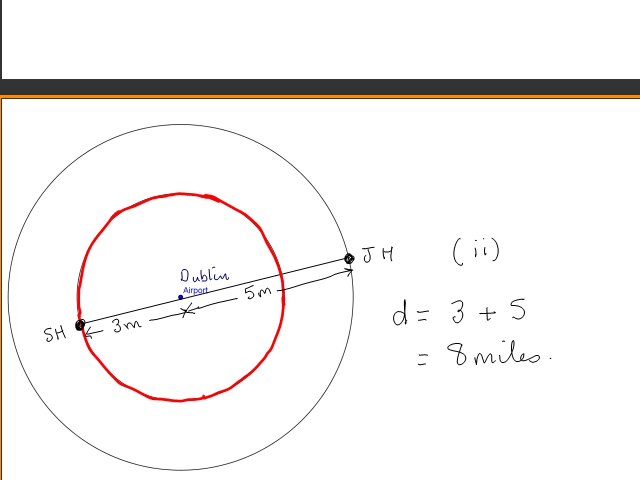 Dublin
Airport
JH
(ii)
5m
3m
SH
d = 3 + 5
= 8 miles.